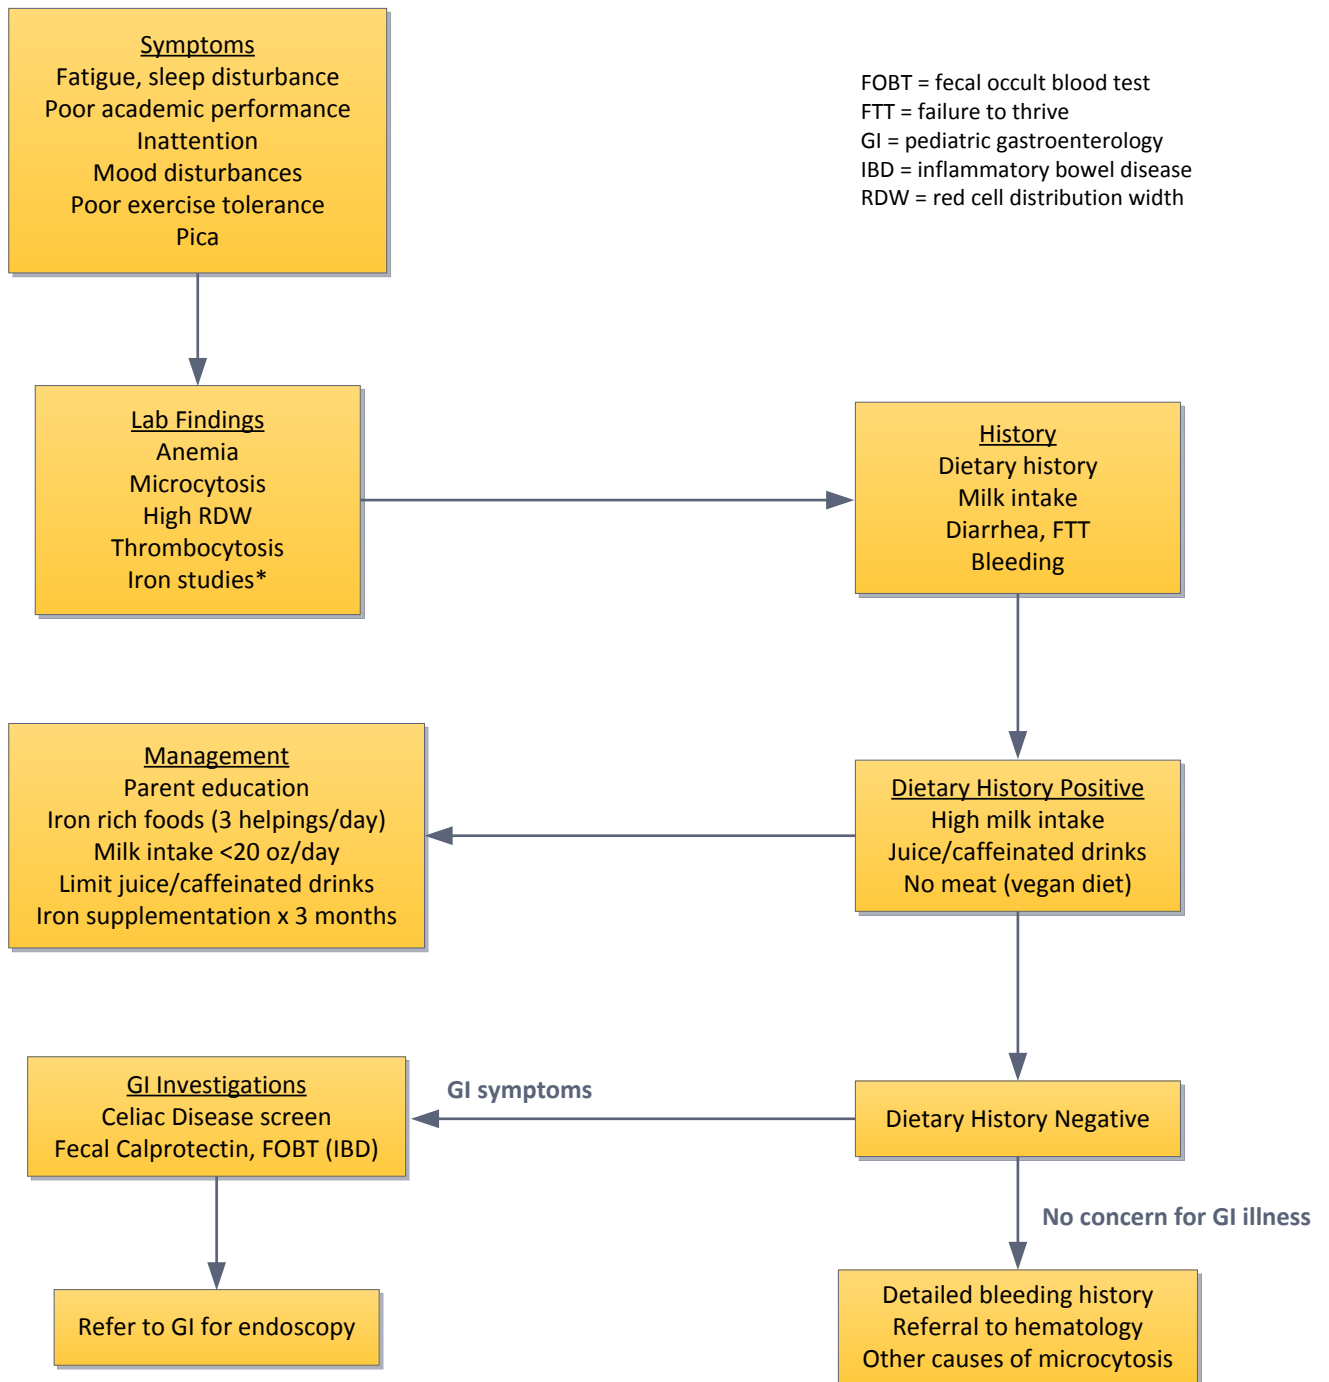 Symptoms
Fatigue, sleep disturbance
Poor academic performance
Inattention
Mood disturbances
Poor exercise tolerance
Pica
FOBT = fecal occult blood test
FTT = failure to thrive
GI = pediatric gastroenterology
IBD = inflammatory bowel disease
RDW = red cell distribution width
Lab Findings
Anemia
Microcytosis
High RDW
Thrombocytosis
Iron studies*
History
Dietary history
Milk intake
Diarrhea, FTT
Bleeding
Management
Parent education
Iron rich foods (3 helpings/day)
Milk intake <20 oz/day
Limit juice/caffeinated drinks
Iron supplementation x 3 months
Dietary History Positive
High milk intake
Juice/caffeinated drinks
No meat (vegan diet)
GI Investigations
Celiac Disease screen
Fecal Calprotectin, FOBT (IBD)
GI symptoms
Dietary History Negative
No concern for GI illness
Refer to GI for endoscopy
Detailed bleeding history
Referral to hematology
Other causes of microcytosis